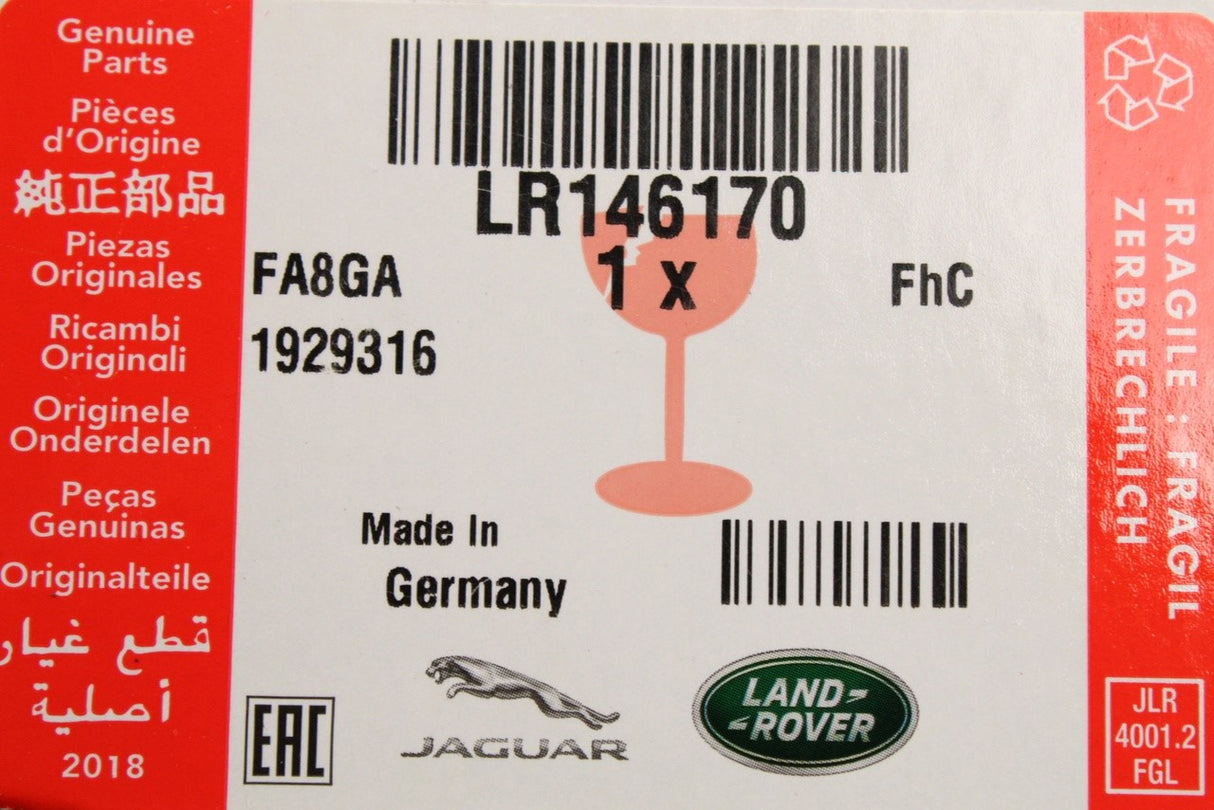 Genuine
Parts
Pièces
d'Origine
純正部品
Piezas
Originales
Ricambi
Originali
Originele
Onderdelen
Peças
Genuinas
Originalteile
قطع غيار
أصلية
2018
LR146170
1 x
FA8GA
FhC
1929316
Made In
Germany
EAC
JAGUAR
LAND-
-ROVER
FRAGILE : FRAGIL
ZERBRECHLICH
JLR
4001.2
FGL